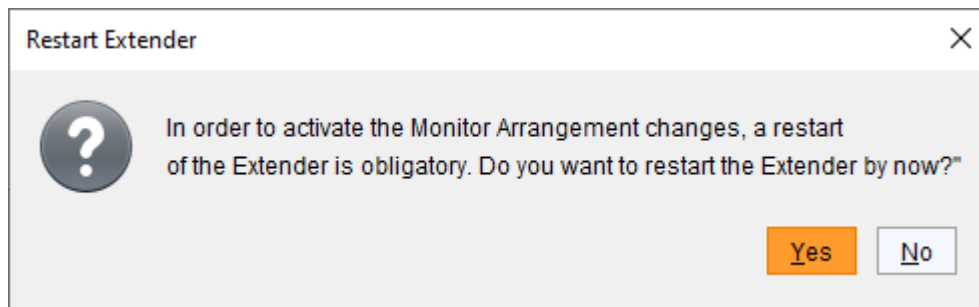 Restart Extender
?
In order to activate the Monitor Arrangement changes, a restart
of the Extender is obligatory. Do you want to restart the Extender by now?"
Yes No